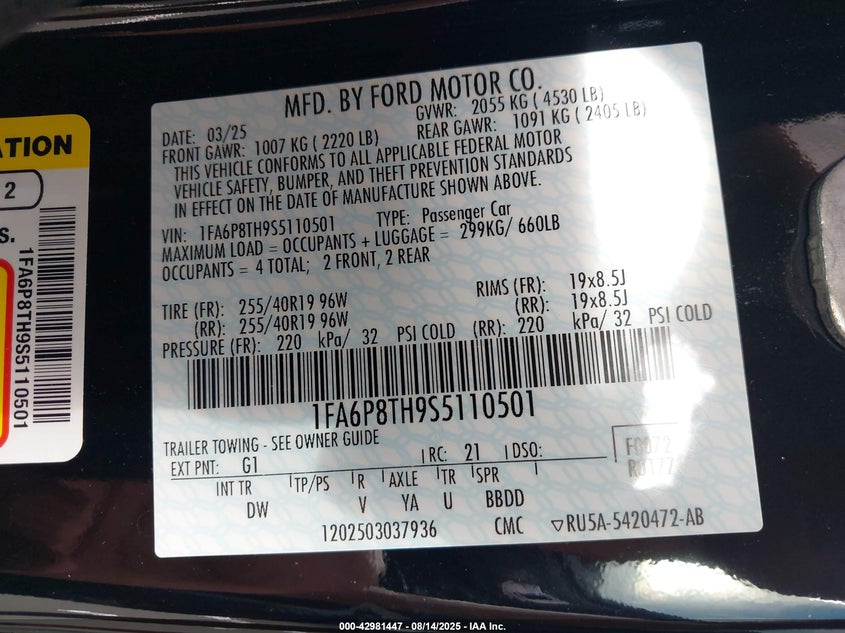 MFD. BY FORD MOTOR CO.
DATE: 03/25 GVWR: 2055 KG ( 4530 LB)
FRONT GAWR: 1007 KG ( 2220 LB) REAR GAWR: 1091 KG ( 2405 LB)
THIS VEHICLE CONFORMS TO ALL APPLICABLE FEDERAL MOTOR
VEHICLE SAFETY, BUMPER, AND THEFT PREVENTION STANDARDS
IN EFFECT ON THE DATE OF MANUFACTURE SHOWN ABOVE.
VIN: 1FA6P8TH9S5110501 TYPE: Passenger Car
MAXIMUM LOAD = OCCUPANTS + LUGGAGE = 299KG/ 660LB
OCCUPANTS = 4 TOTAL; 2 FRONT, 2 REAR
TIRE (FR): 255/40R19 96W RIMS (FR): 19x8.5J
(RR): 255/40R19 96W (RR): 19x8.5J
PRESSURE (FR): 220 kPa/ 32 PSI COLD (RR): 220 kPa/ 32 PSI COLD
1FA6P8TH9S5110501
TRAILER TOWING - SEE OWNER GUIDE
EXT PNT: G1 RC: 21 DSO: F0072
R0177
INT TR TP/PS R AXLE TR SPR
DW V YA U BBDD
1202503037936 CMC ▽RU5A-5420472-AB
ATION
2
S.
1FA6P8TH9S5110501
000-42981447 - 08/14/2025 - IAA Inc.